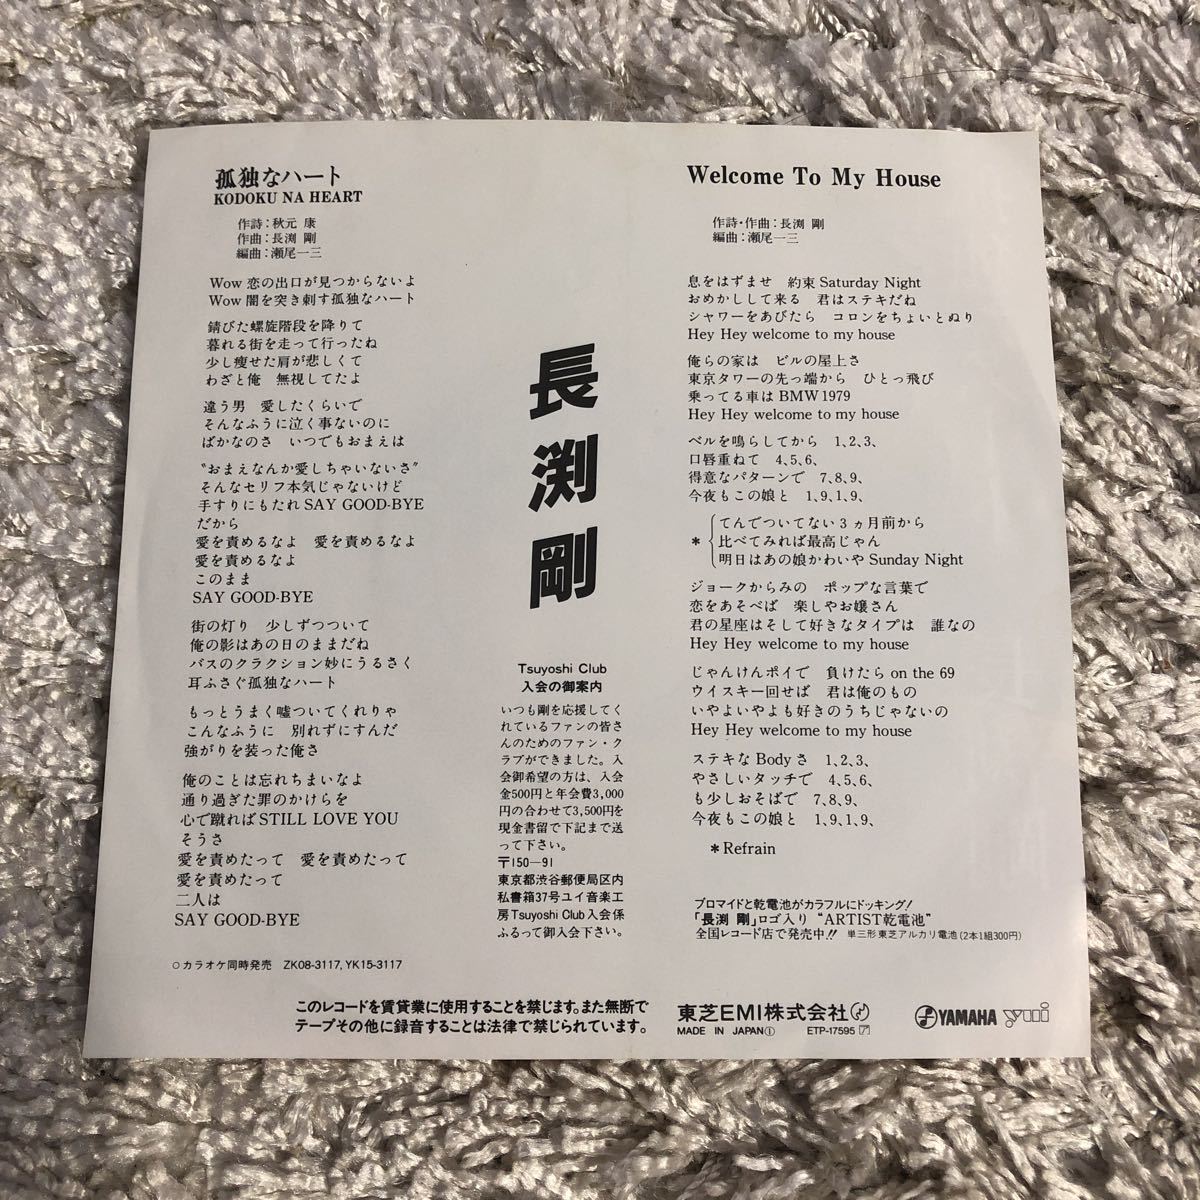 孤独なハート
KODOKU NA HEART
作詩:秋元 康
作曲:長渕 剛
編曲:瀬尾一三
Wow 恋の出口が見つからないよ
Wow 闇を突き刺す孤独なハート
錆びた螺旋階段を降りて
暮れる街を走って行ったね
少し痩せた肩が悲しくて
わざと俺 無視してたよ
違う男 愛したくらいで
そんなふうに泣く事ないのに
ばかなのさ いつでもおまえは
“おまえなんか愛しちゃいないさ”
そんなセリフ本気じゃないけど
手すりにもたれ SAY GOOD-BYE
だから
愛を責めるなよ 愛を責めるなよ
愛を責めるなよ
このまま
SAY GOOD-BYE
街の灯り 少しずつついて
俺の影はあの日のままだね
バスのクラクション妙にうるさく
耳ふさぐ孤独なハート
もっとうまく嘘ついてくれりゃ
こんなふうに 別れずにすんだ
強がりを装った俺さ
俺のことは忘れちまいなよ
通り過ぎた罪のかけらを
心で蹴れば STILL LOVE YOU
そうさ
愛を責めたって 愛を責めたって
愛を責めたって
二人は
SAY GOOD-BYE
○カラオケ同時発売 ZK08-3117, YK15-3117
長渕剛
Tsuyoshi Club
入会の御案内
いつも剛を応援してく
れているファンの皆さ
んのためのファン・ク
ラブができました。入
会御希望の方は、入会
金500円と年会費3,000
円の合わせて3,500円を
現金書留で下記まで送
って下さい。
〒150-91
東京都渋谷郵便局区内
私書箱37号ユイ音楽工
房Tsuyoshi Club入会係
ふるって御入会下さい。
Welcome To My House
作詩・作曲:長渕 剛
編曲:瀬尾一三
息をはずませ 約束 Saturday Night
おめかしして来る 君はステキだね
シャワーをあびたら コロンをちょいとぬり
Hey Hey welcome to my house
俺らの家は ビルの屋上さ
東京タワーの先っ端から ひとっ飛び
乗ってる車は BMW 1979
Hey Hey welcome to my house
ベルを鳴らしてから 1,2,3、
口唇重ねて 4,5,6、
得意なパターンで 7,8,9、
今夜もこの娘と 1,9,1,9、
てんでついてない3ヵ月前から
* 比べてみれば最高じゃん
明日はあの娘かわいや Sunday Night
ジョークからみの ポップな言葉で
恋をあそべば 楽しやお嬢さん
君の星座はそして好きなタイプは 誰なの
Hey Hey welcome to my house
じゃんけんポイで 負けたら on the 69
ウイスキー回せば 君は俺のもの
いやよいやよも好きのうちじゃないの
Hey Hey welcome to my house
ステキな Body さ 1,2,3、
やさしいタッチで 4,5,6、
も少しおそばで 7,8,9、
今夜もこの娘と 1,9,1,9、
* Refrain
ブロマイドと乾電池がカラフルにドッキング!
「長渕 剛」ロゴ入り “ARTIST乾電池”
全国レコード店で発売中!! 単三形東芝アルカリ電池(2本1組300円)
このレコードを賃貸業に使用することを禁じます。また無断で
テープその他に録音することは法律で禁じられています。
東芝EMI株式会社
MADE IN JAPAN① ETP-17595 ア
YAMAHA yui